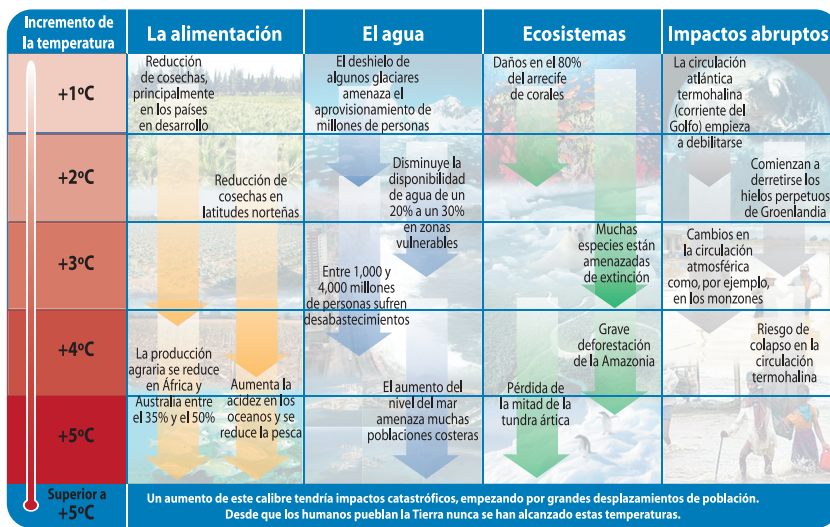 Incremento de
la temperatura
La alimentación
El agua
Ecosistemas
Impactos abruptos
+1ºC
Reducción
de cosechas,
principalmente
en los países
en desarrollo
El deshielo de
algunos glaciares
amenaza el
aprovisionamiento de
millones de personas
Daños en el 80%
del arrecife
de corales
La circulación
atlántica
termohalina
(corriente del
Golfo) empieza
a debilitarse
+2ºC
Reducción de
cosechas en
latitudes norteñas
Disminuye la
disponibilidad
de agua de un
20% a un 30%
en zonas
vulnerables
Comienzan a
derretirse los
hielos perpetuos
de Groenlandia
+3ºC
Entre 1,000 y
4,000 millones
de personas sufren
desabastecimientos
Muchas
especies están
amenazadas
de extinción
Cambios en
la circulación
atmosférica
como, por ejemplo,
en los monzones
+4ºC
La producción
agraria se reduce
en África y
Australia entre
el 35% y el 50%
Grave
deforestación
de la Amazonia
Riesgo de
colapso en la
circulación
termohalina
+5ºC
Aumenta la
acidez en los
oceanos y se
reduce la pesca
El aumento del
nivel del mar
amenaza muchas
poblaciones costeras
Pérdida de
la mitad de la
tundra ártica
Superior a
+5ºC
Un aumento de este calibre tendría impactos catastróficos, empezando por grandes desplazamientos de población.
Desde que los humanos pueblan la Tierra nunca se han alcanzado estas temperaturas.